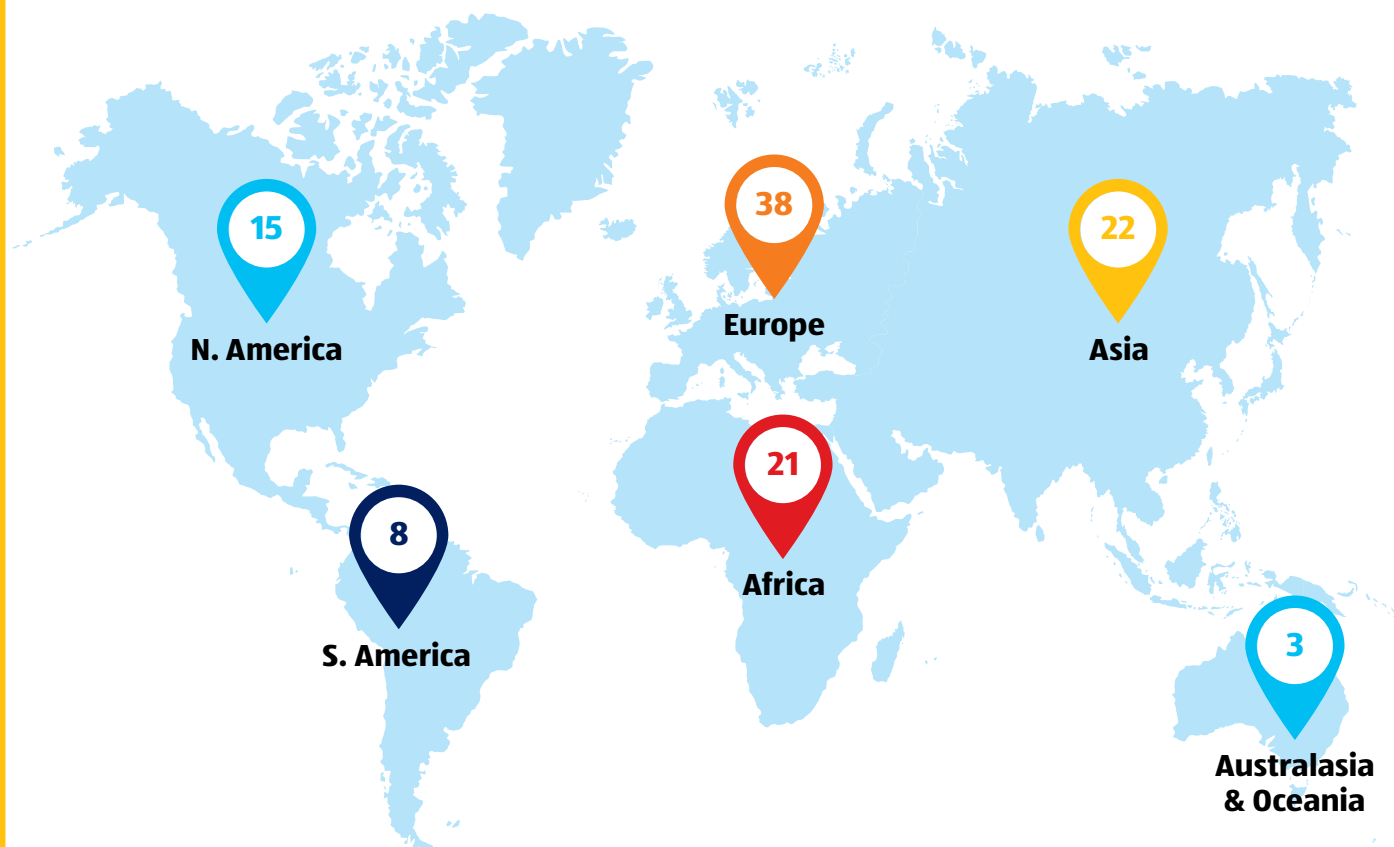 15
N. America
38
Europe
22
Asia
21
Africa
8
S. America
3
Australasia
& Oceania